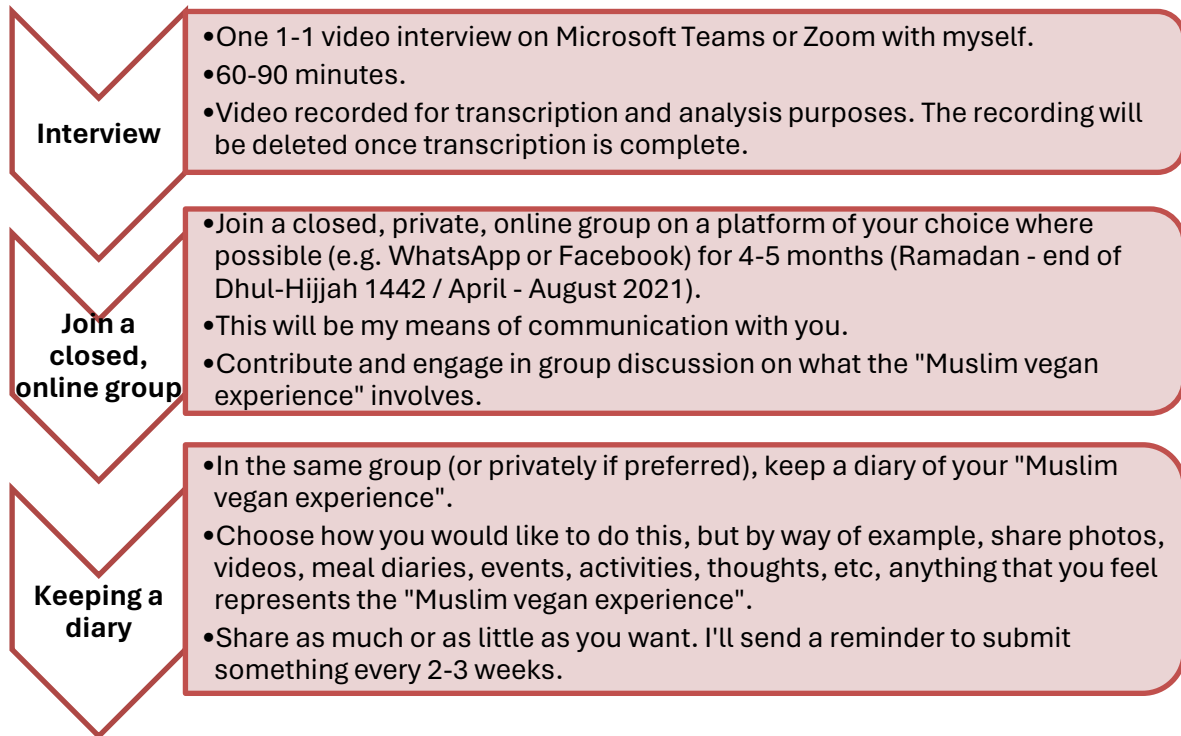 Interview
•One 1-1 video interview on Microsoft Teams or Zoom with myself.
•60-90 minutes.
•Video recorded for transcription and analysis purposes. The recording will
be deleted once transcription is complete.
Join a
closed,
online group
•Join a closed, private, online group on a platform of your choice where
possible (e.g. WhatsApp or Facebook) for 4-5 months (Ramadan - end of
Dhul-Hijjah 1442 / April - August 2021).
•This will be my means of communication with you.
•Contribute and engage in group discussion on what the "Muslim vegan
experience" involves.
Keeping a
diary
•In the same group (or privately if preferred), keep a diary of your "Muslim
vegan experience".
•Choose how you would like to do this, but by way of example, share photos,
videos, meal diaries, events, activities, thoughts, etc, anything that you feel
represents the "Muslim vegan experience".
•Share as much or as little as you want. I'll send a reminder to submit
something every 2-3 weeks.